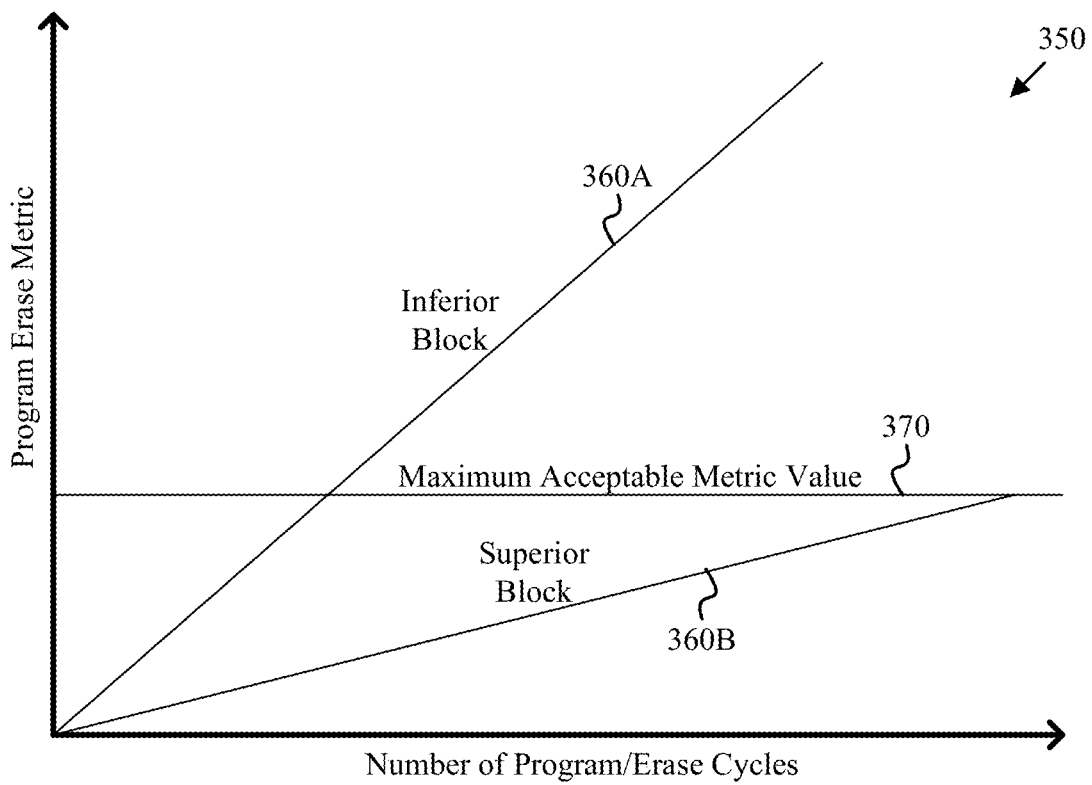 350
360A
Inferior
Block
Program Erase Metric
370
Maximum Acceptable Metric Value
Superior
Block
360B
Number of Program/Erase Cycles